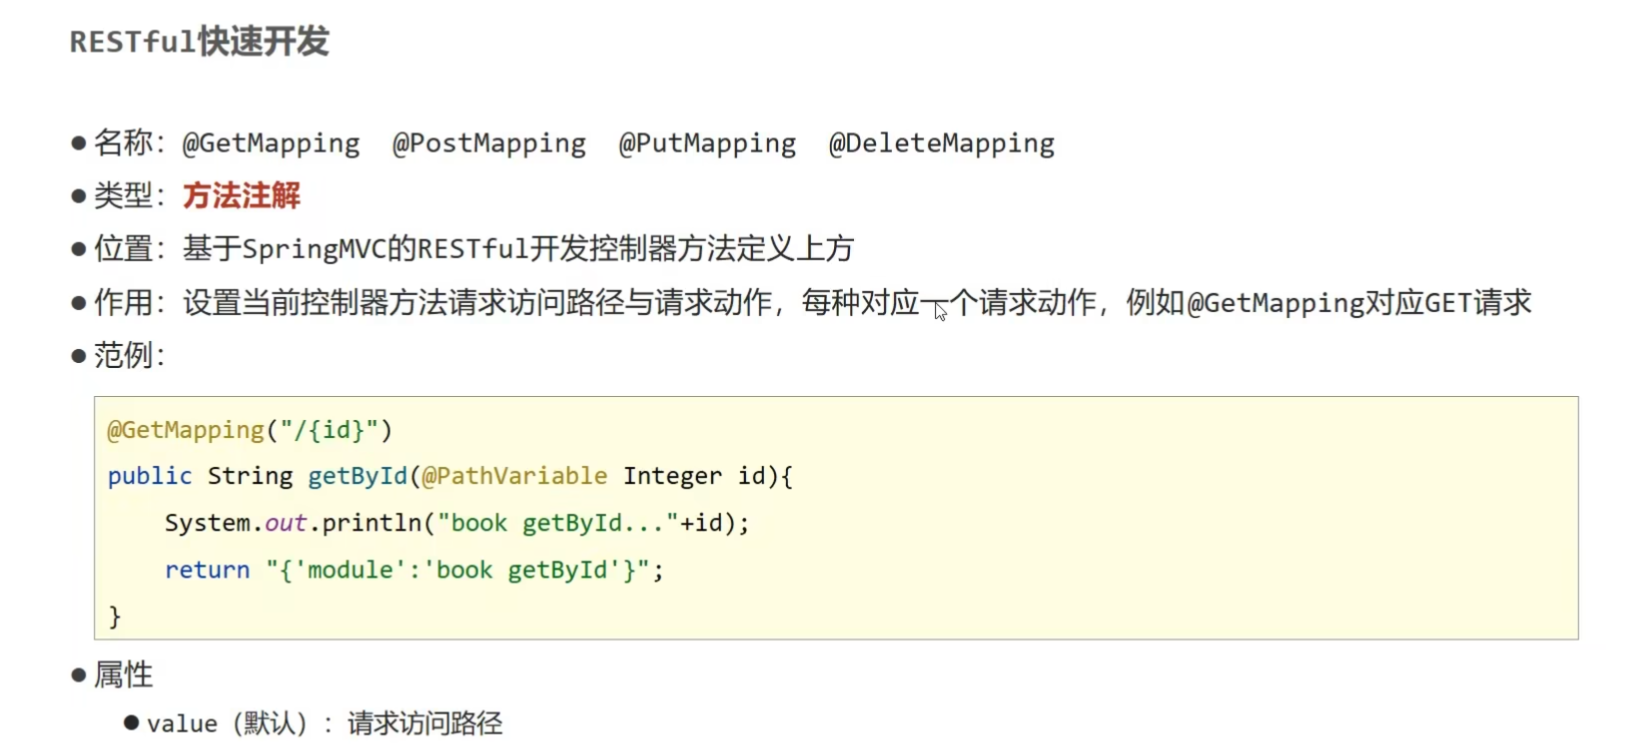 RESTful快速开发
●名称：@GetMapping @PostMapping @PutMapping @DeleteMapping
●类型：方法注解
●位置：基于SpringMVC的RESTful开发控制器方法定义上方
●作用：设置当前控制器方法请求访问路径与请求动作，每种对应一个请求动作，例如@GetMapping对应GET请求
●范例：
@GetMapping("/{id}")
public String getById(@PathVariable Integer id){
    System.out.println("book getById..."+id);
    return "{'module':'book getById'}";
}
●属性
●value（默认）：请求访问路径